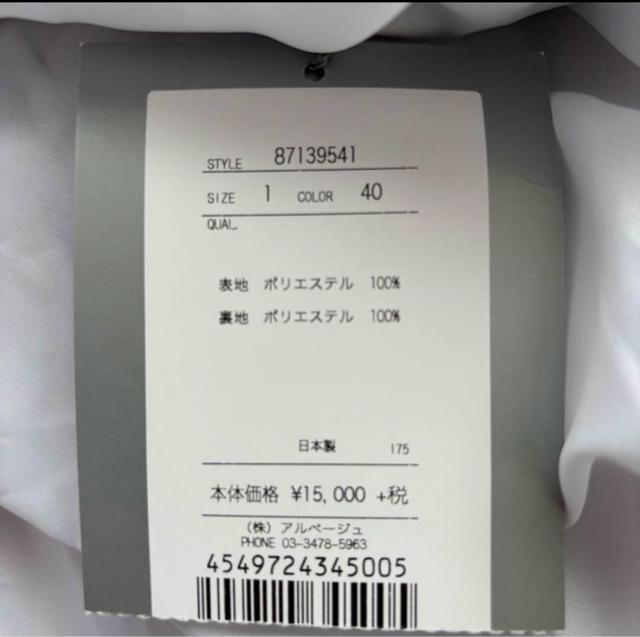 STYLE 87139541
SIZE 1 COLOR 40
QUAL
表地 ポリエステル 100%
裏地 ポリエステル 100%
日本製 175
本体価格 ¥15,000 +税
(株) アルページュ
PHONE 03-3478-5963
4549724345005